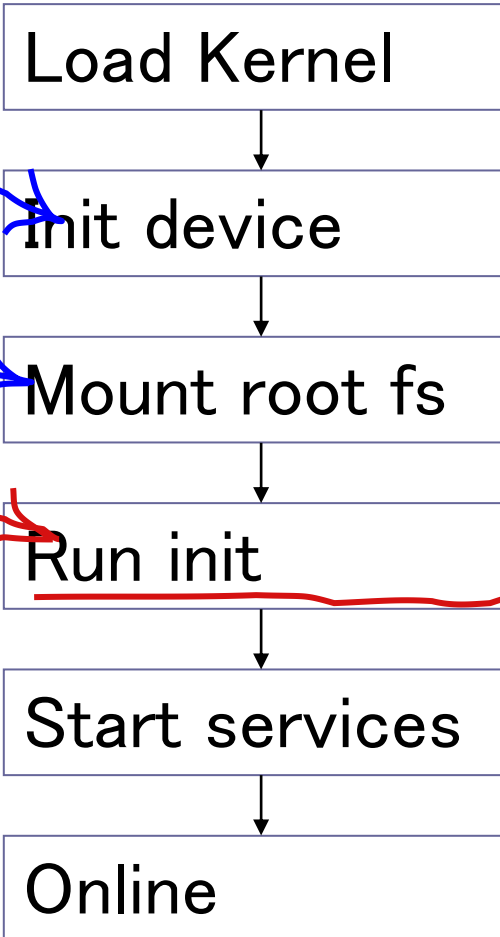 Load Kernel
Init device
Mount root fs
Run init
Start services
Online